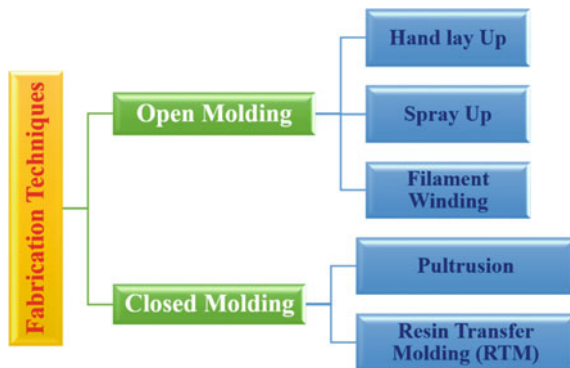 Fabrication Techniques
Open Molding
Hand lay Up
Spray Up
Filament
Winding
Closed Molding
Pultrusion
Resin Transfer
Molding (RTM)